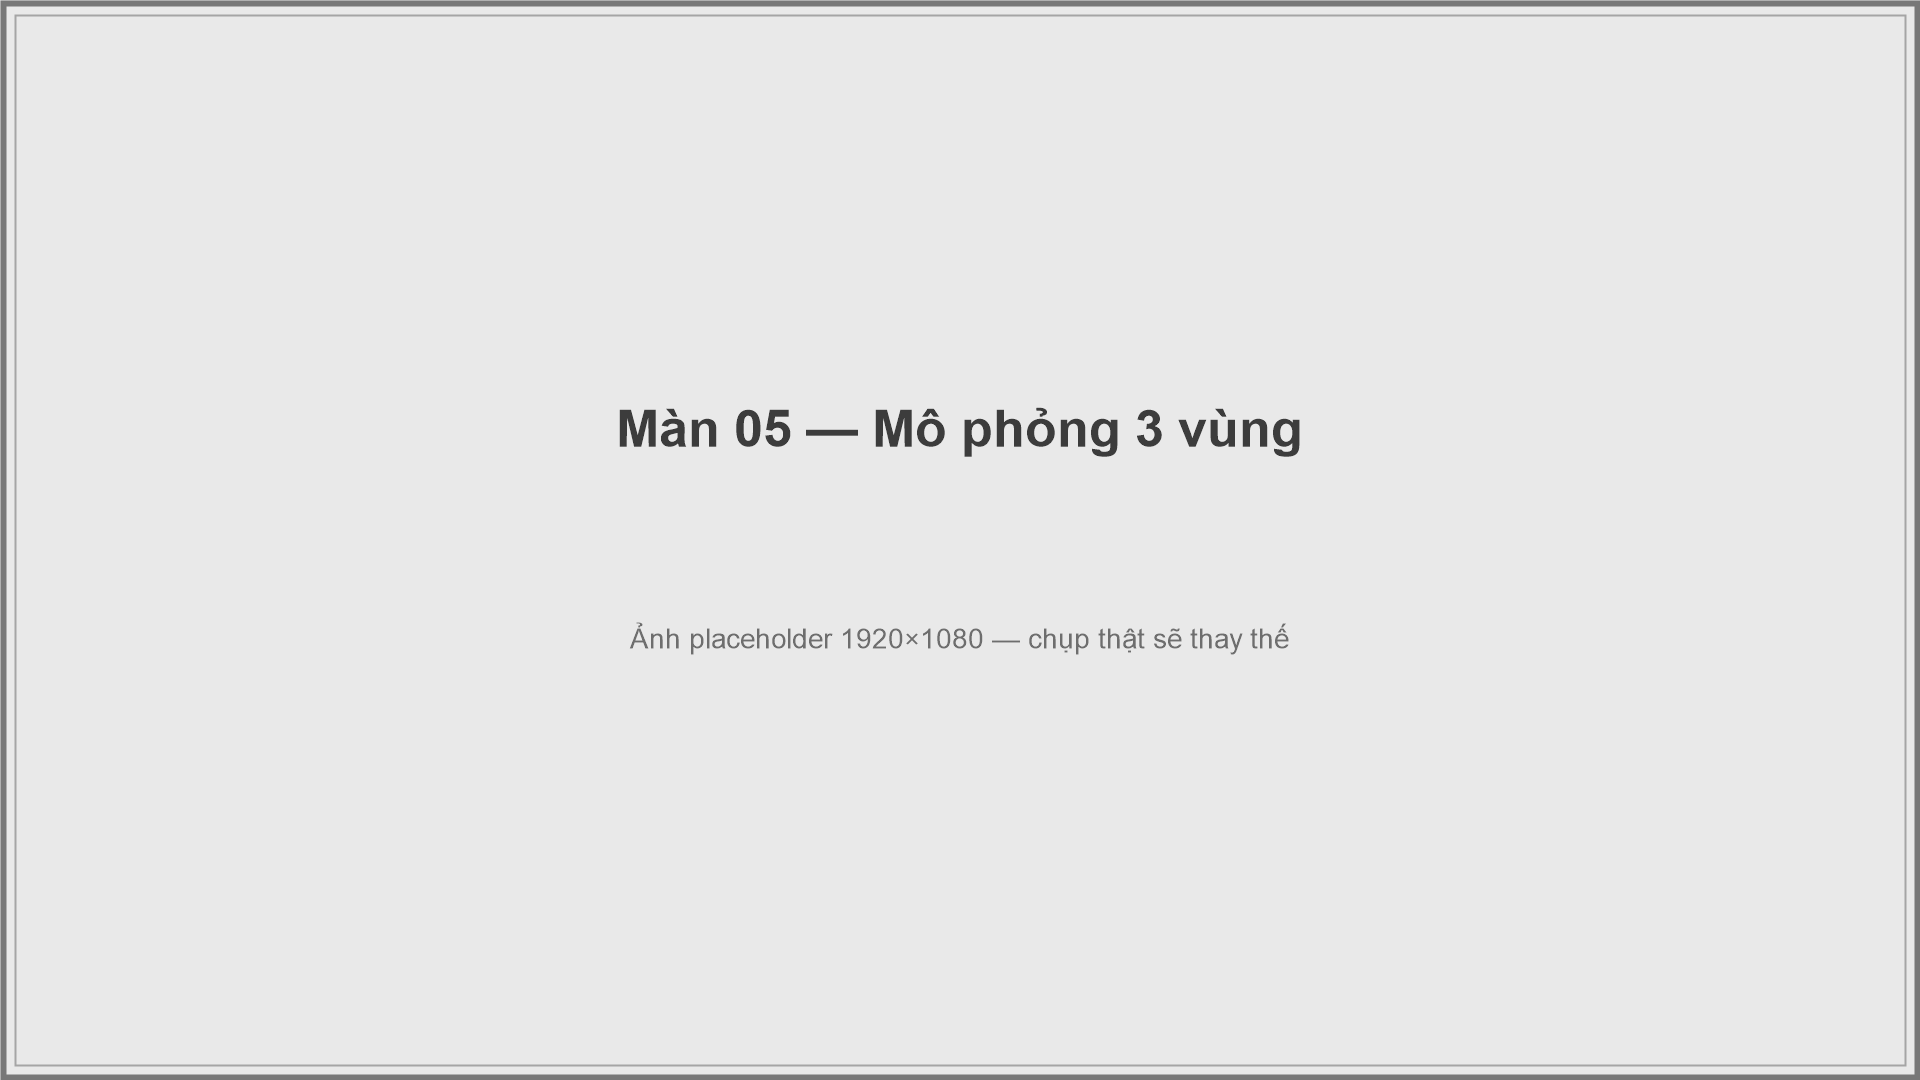 Màn 05 — Mô phỏng 3 vùng
Ảnh placeholder 1920×1080 — chụp thật sẽ thay thế